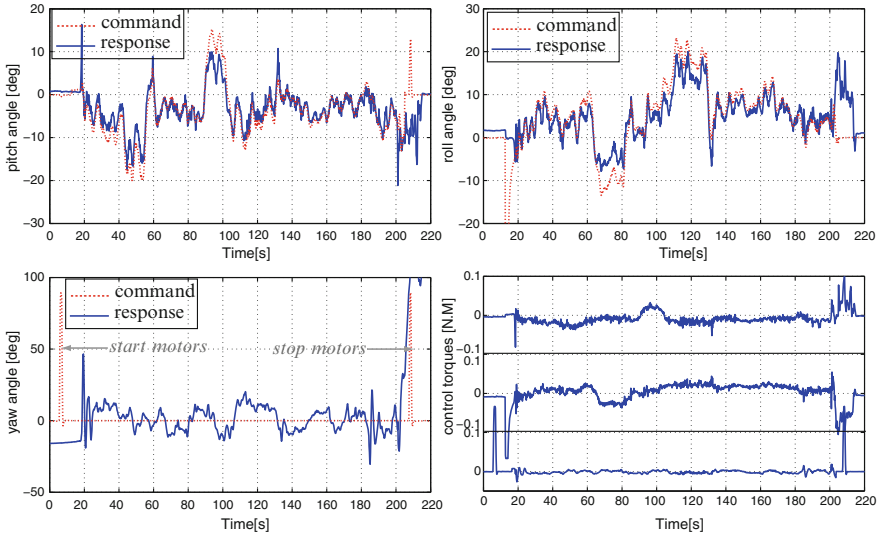 30
20
10
0
-10
-20
-30
0 20 40 60 80 100 120 140 160 180 200 220
Time[s]
pitch angle [deg]
command
response
20
10
0
-10
-20
0 20 40 60 80 100 120 140 160 180 200 220
Time[s]
roll angle [deg]
command
response
100
50
0
-50
0 20 40 60 80 100 120 140 160 180 200 220
Time[s]
yaw angle [deg]
command
response
start motors
stop motors
0.1
0
-0.1
0.1
0
-0.1
0.1
0
0 20 40 60 80 100 120 140 160 180 200 220
Time[s]
control torques [N.M]